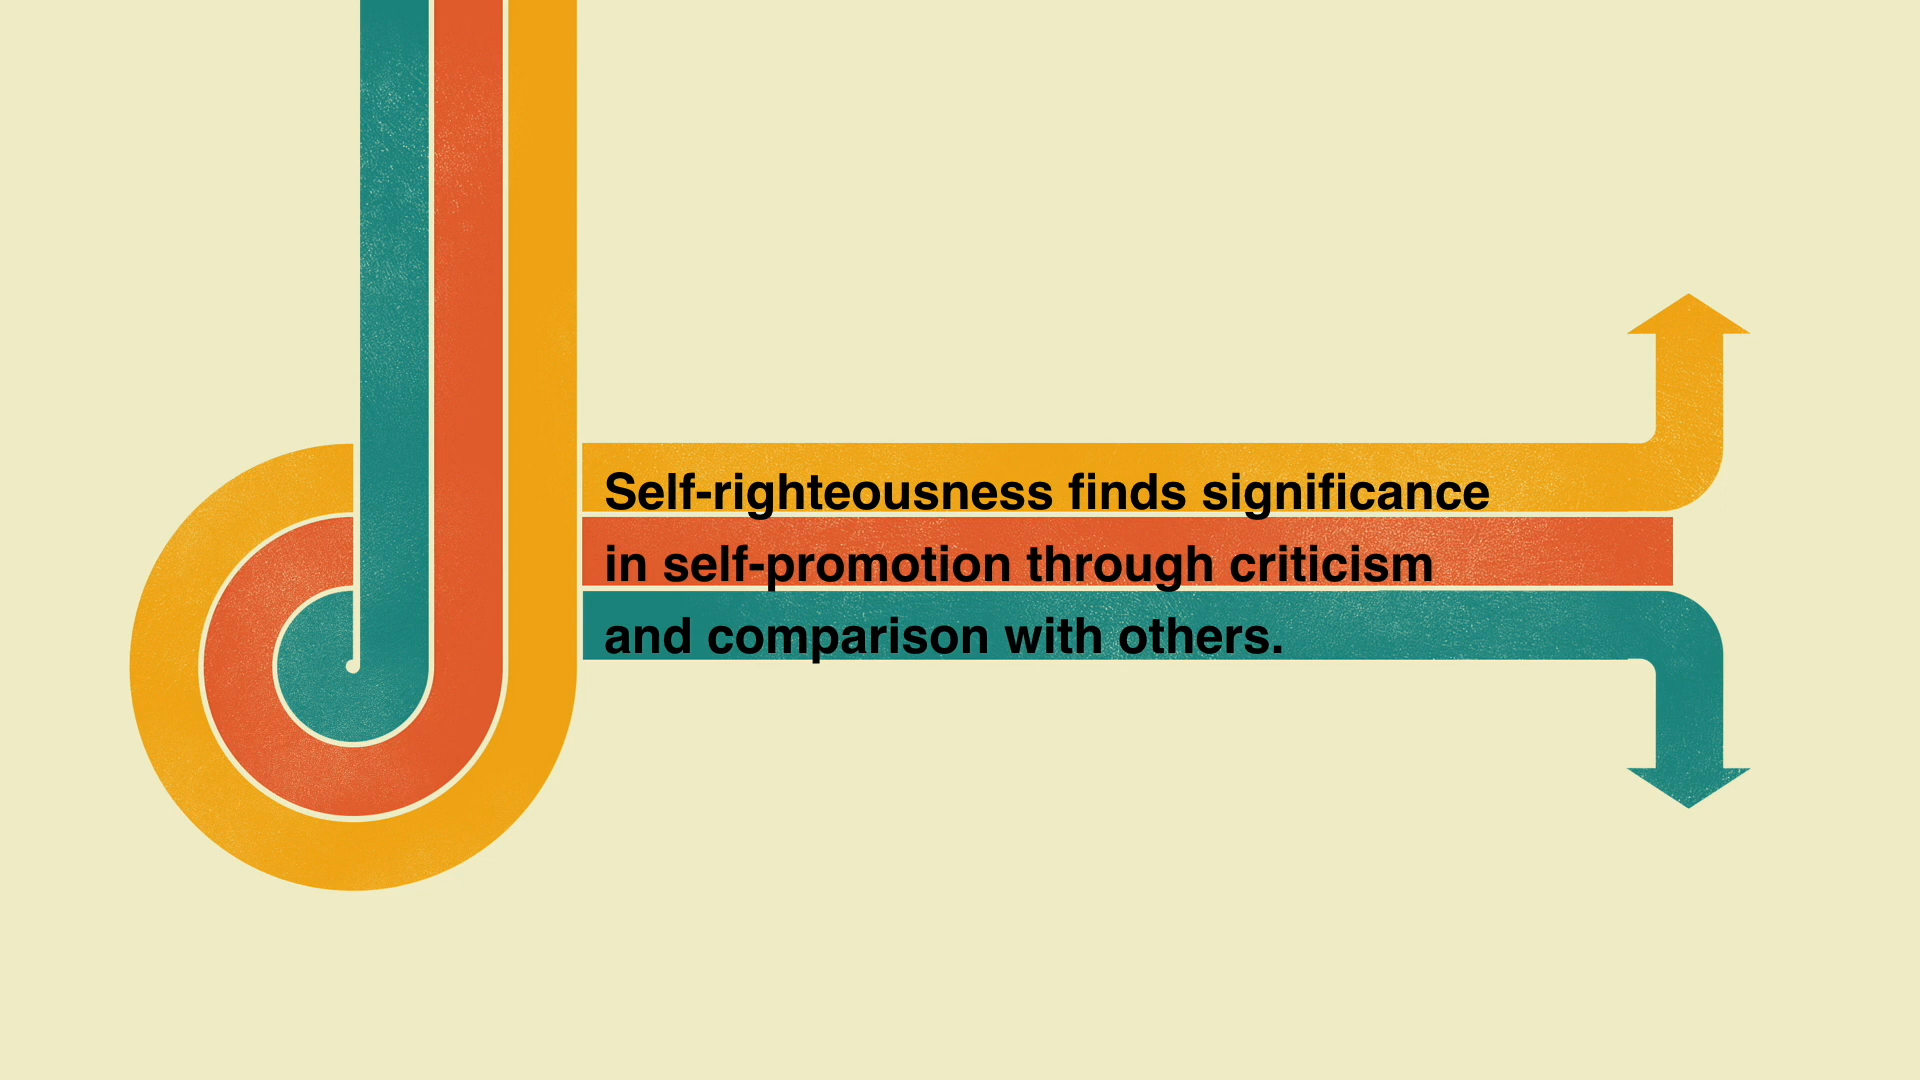 Self-righteousness finds significance
in self-promotion through criticism
and comparison with others.